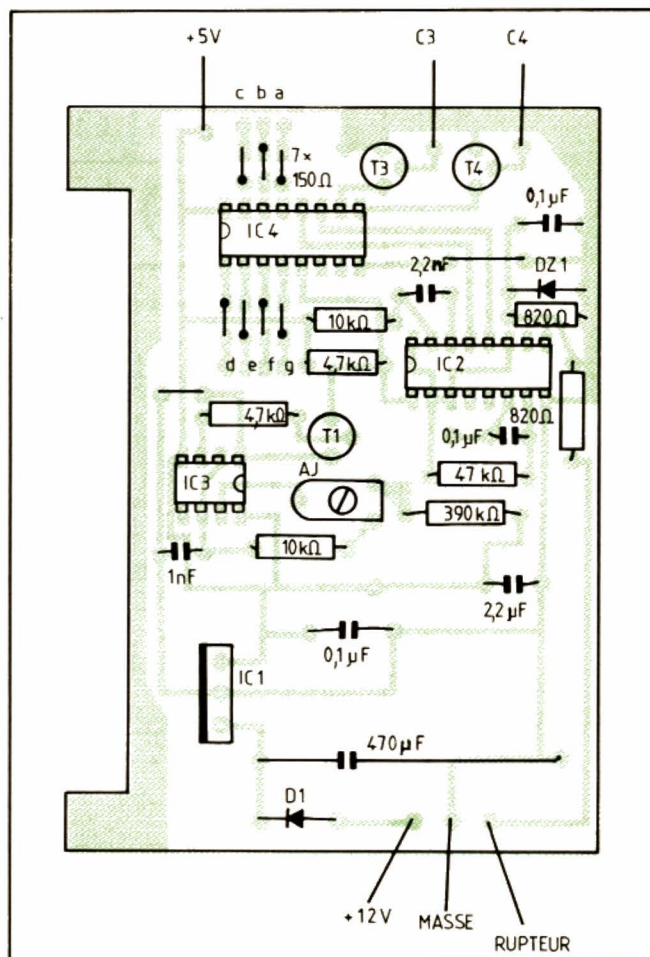 +5V C3 C4
c b a
7×
150Ω
T3 T4
0,1µF
IC4
2,2nF DZ1
10kΩ 820Ω
d e f g 4,7kΩ IC2
4,7kΩ T1 0,1µF 820Ω
AJ 47 kΩ
IC3
390kΩ
10kΩ
1nF
2,2µF
0,1µF
IC1
470µF
D1
+12V MASSE
RUPTEUR